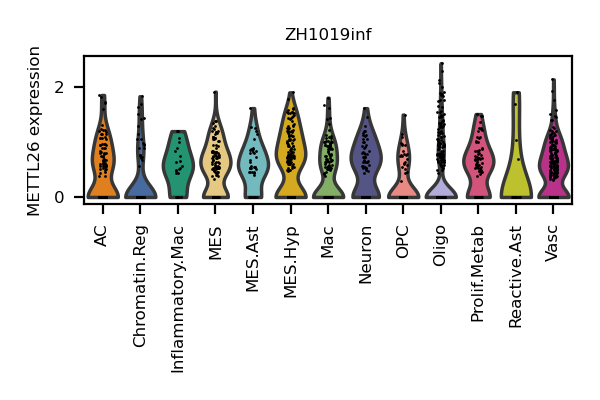 ZH1019inf
METTL26 expression
2
0
AC
Chromatin.Reg
Inflammatory.Mac
MES
MES.Ast
MES.Hyp
Mac
Neuron
OPC
Oligo
Prolif.Metab
Reactive.Ast
Vasc